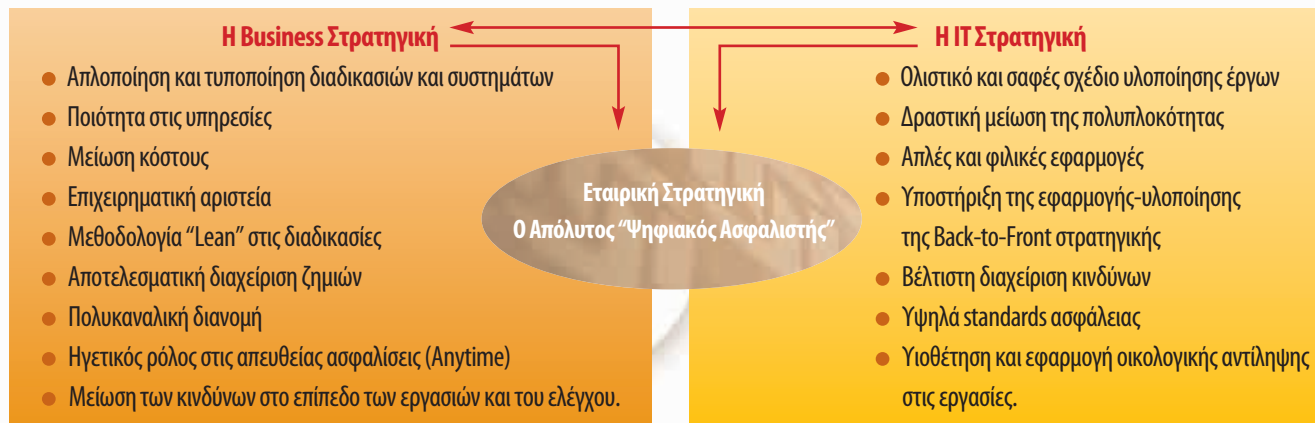 Η Business Στρατηγική
Απλοποίηση και τυποποίηση διαδικασιών και συστημάτων
Ποιότητα στις υπηρεσίες
Μείωση κόστους
Επιχειρηματική αριστεία
Μεθοδολογία “Lean” στις διαδικασίες
Αποτελεσματική διαχείριση ζημιών
Πολυκαναλική διανομή
Ηγετικός ρόλος στις απευθείας ασφαλίσεις (Anytime)
Μείωση των κινδύνων στο επίπεδο των εργασιών και του ελέγχου.
Εταιρική Στρατηγική
Ο Απόλυτος “Ψηφιακός Ασφαλιστής”
Η IT Στρατηγική
Ολιστικό και σαφές σχέδιο υλοποίησης έργων
Δραστική μείωση της πολυπλοκότητας
Απλές και φιλικές εφαρμογές
Υποστήριξη της εφαρμογής-υλοποίησης
της Back-to-Front στρατηγικής
Βέλτιστη διαχείριση κινδύνων
Υψηλά standards ασφάλειας
Υιοθέτηση και εφαρμογή οικολογικής αντίληψης
στις εργασίες.